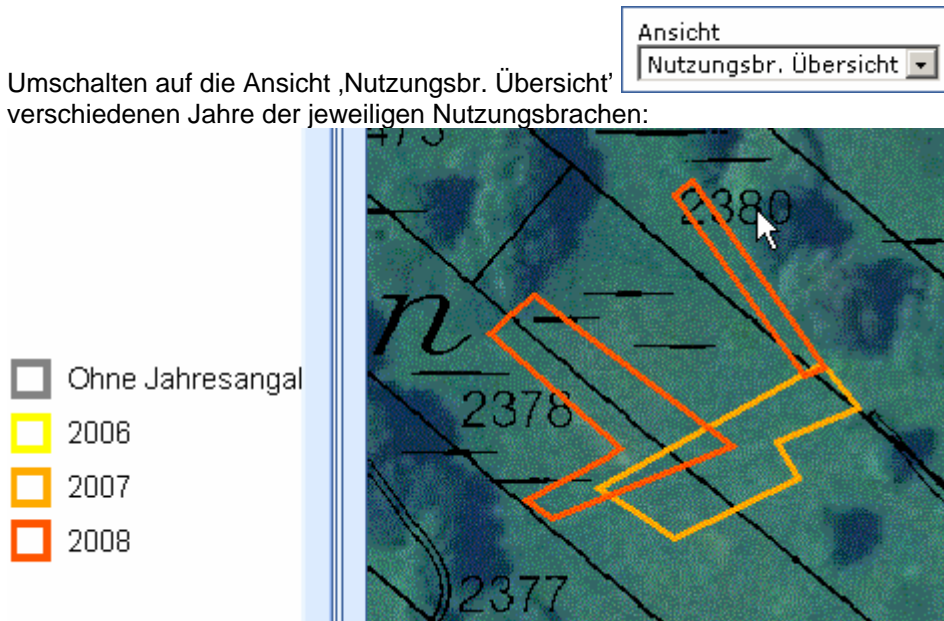 Ansicht
Nutzungsbr. Übersicht
Umschalten auf die Ansicht ‚Nutzungsbr. Übersicht’
verschiedenen Jahre der jeweiligen Nutzungsbrachen:
2380
n
Ohne Jahresangal
2378
2006
2007
2008
2377